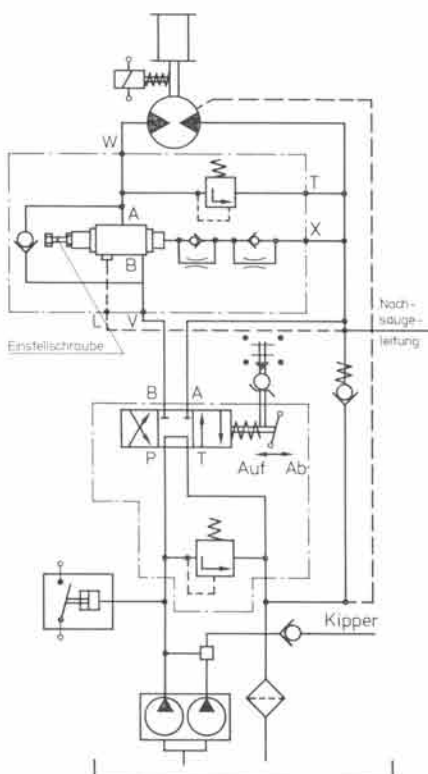 W
T
A
X
B
L
V
Nach-
sauge-
leitung
Einstellschraube
B
A
P
T
Auf
Ab
Kipper